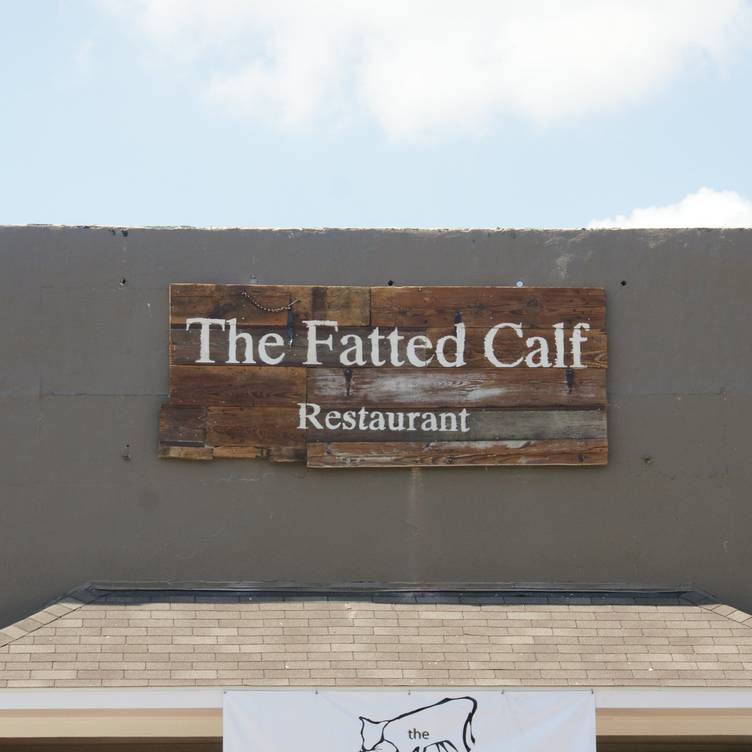 The Fatted Calf
Restaurant
the